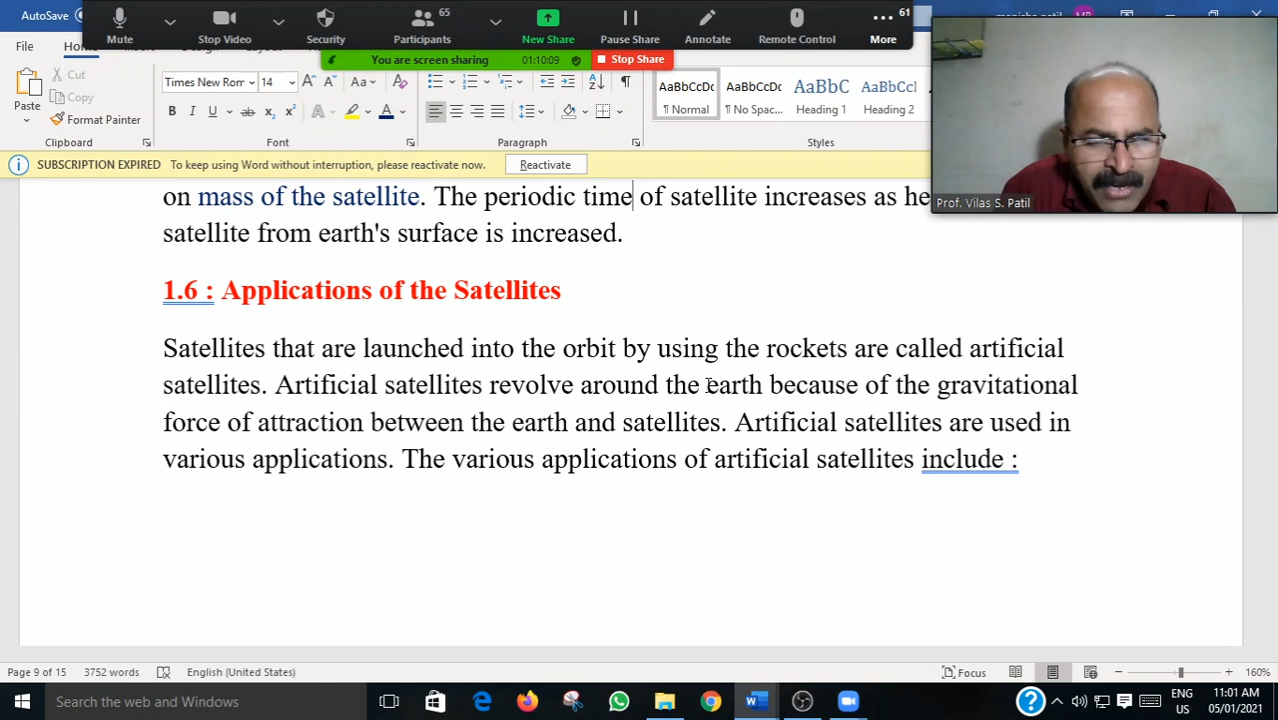 AutoSave
65
61
Mute
Stop Video
Security
Participants
New Share
Pause Share
Annotate
Remote Control
More
You are screen sharing
01:10:09
Stop Share
File
Paste
Cut
Copy
Format Painter
Clipboard
Times New Ror
14
Font
Paragraph
AaBbCcDc
Normal
AaBbCcDc
No Spac...
AaBbC
Heading 1
AaBbCcI
Heading 2
Styles
Prof. Vilas S. Patil
SUBSCRIPTION EXPIRED To keep using Word without interruption, please reactivate now. Reactivate
on mass of the satellite. The periodic time of satellite increases as he
satellite from earth's surface is increased.
1.6 : Applications of the Satellites
Satellites that are launched into the orbit by using the rockets are called artificial
satellites. Artificial satellites revolve around the earth because of the gravitational
force of attraction between the earth and satellites. Artificial satellites are used in
various applications. The various applications of artificial satellites include :
Page 9 of 15 3752 words English (United States) Focus 160%
Search the web and Windows
ENG
US
11:01 AM
05/01/2021